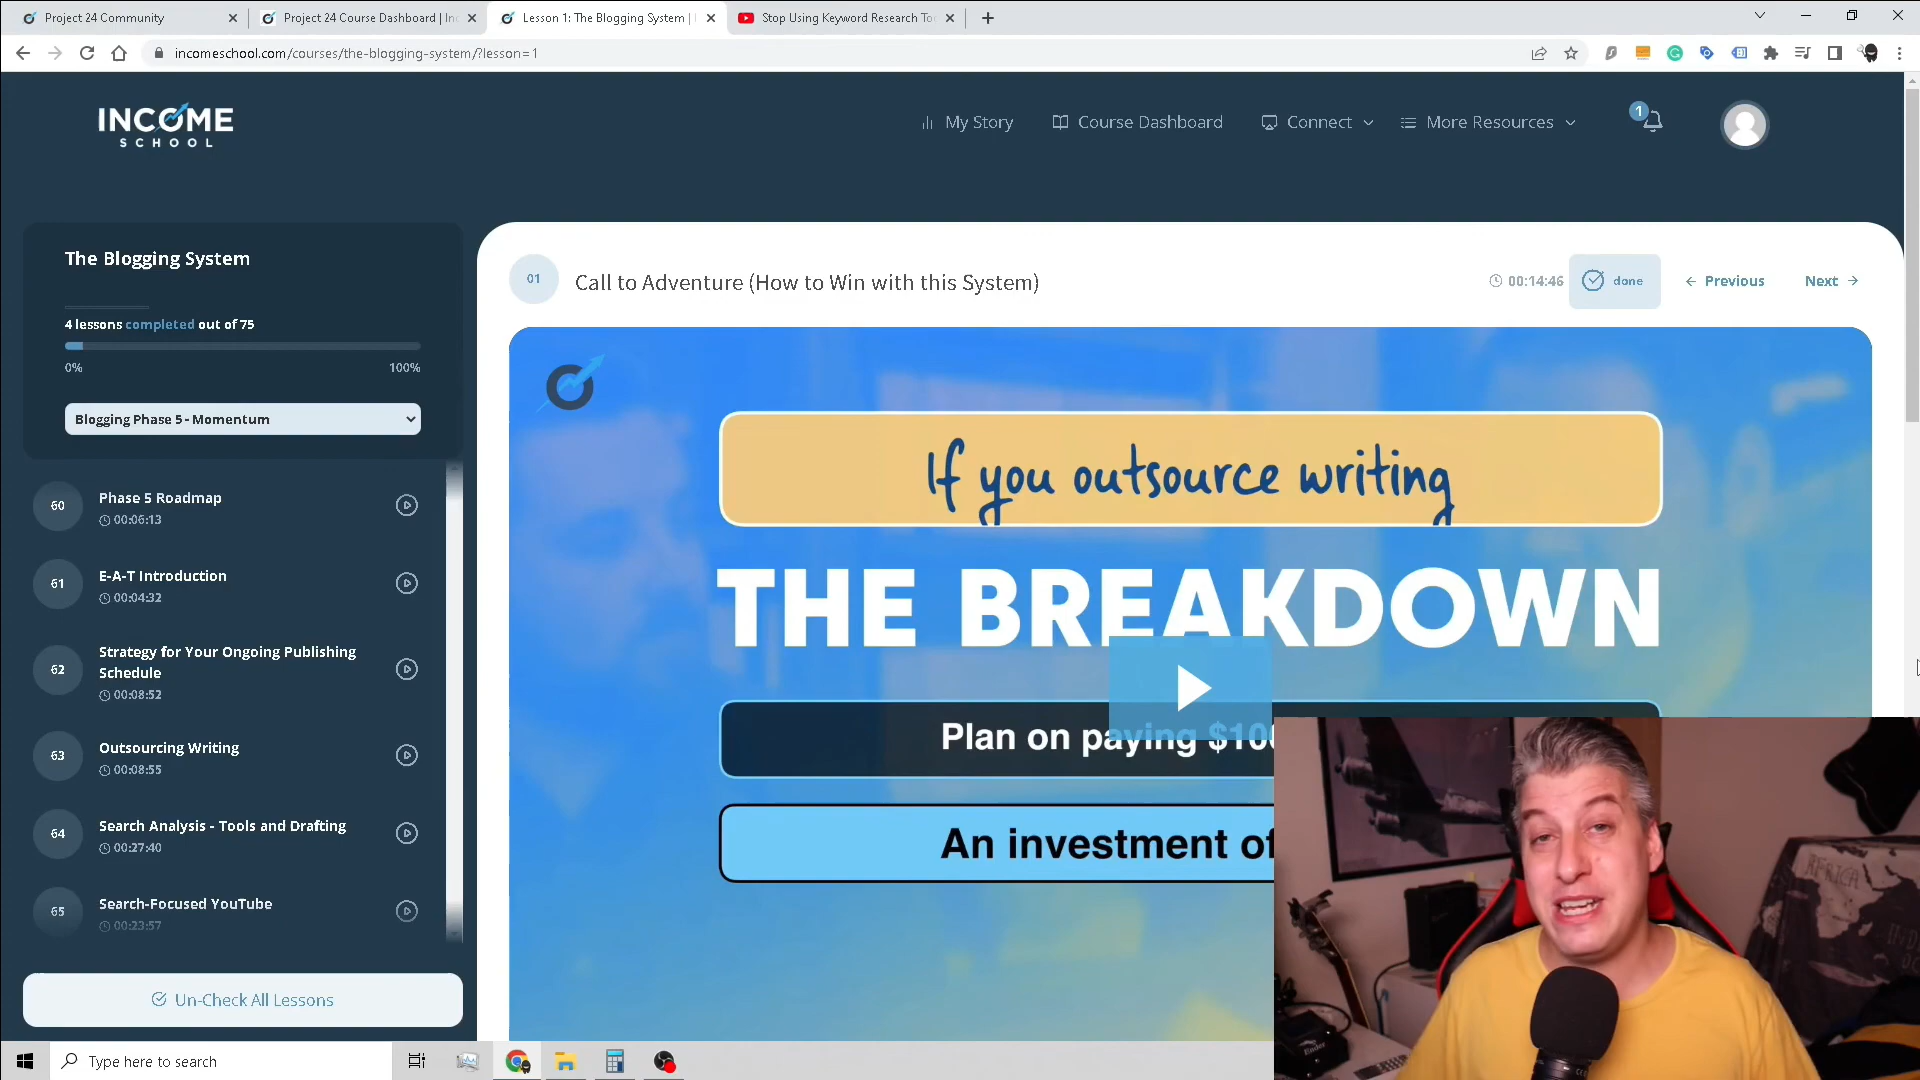 Project 24 Community
Project 24 Course Dashboard | In
Lesson 1: The Blogging System |
Stop Using Keyword Research To
incomeschool.com/courses/the-blogging-system/?lesson=1
INCOME
SCHOOL
My Story
Course Dashboard
Connect
More Resources
1
The Blogging System
4 lessons completed out of 75
0%
100%
Blogging Phase 5 - Momentum
60
Phase 5 Roadmap
00:06:13
61
E-A-T Introduction
00:04:32
62
Strategy for Your Ongoing Publishing
Schedule
00:08:52
63
Outsourcing Writing
00:08:55
64
Search Analysis - Tools and Drafting
00:27:40
65
Search-Focused YouTube
00:23:57
Un-Check All Lessons
01
Call to Adventure (How to Win with this System)
00:14:46
done
Previous
Next
If you outsource writing
THE BREAKDOWN
Plan on paying $100
An investment of
AFRICA
Ender
Type here to search